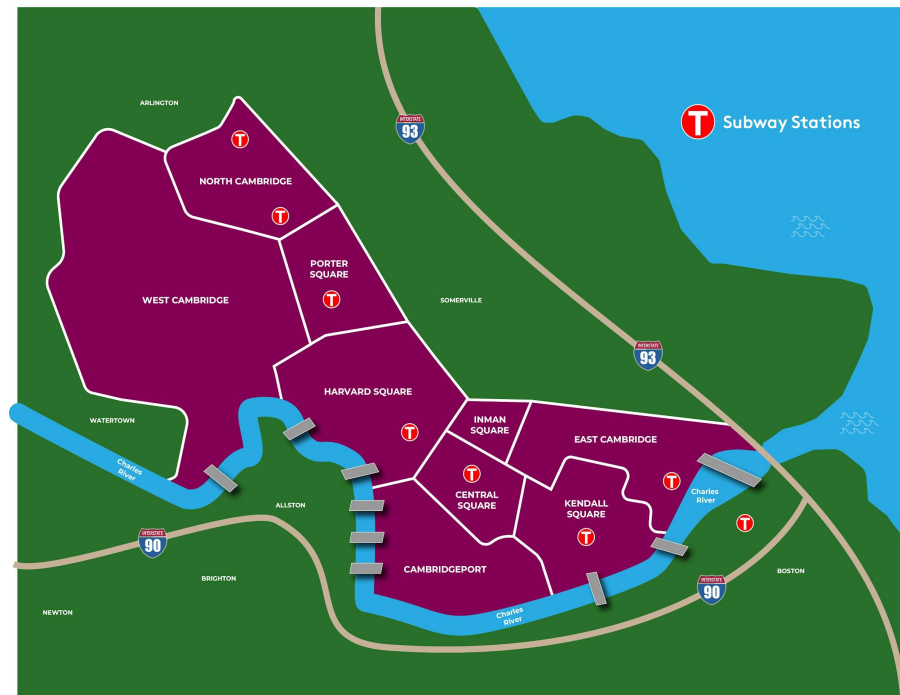 ARLINGTON
INTERSTATE
93
T Subway Stations
T
NORTH CAMBRIDGE
T
PORTER
SQUARE
T
WEST CAMBRIDGE
SOMERVILLE
INTERSTATE
93
HARVARD SQUARE
T
WATERTOWN
INMAN
SQUARE
EAST CAMBRIDGE
T
Charles
River
T
CENTRAL
SQUARE
Charles
River
KENDALL
SQUARE
T
ALLSTON
T
INTERSTATE
90
CAMBRIDGEPORT
BOSTON
BRIGHTON
INTERSTATE
90
NEWTON
Charles
River